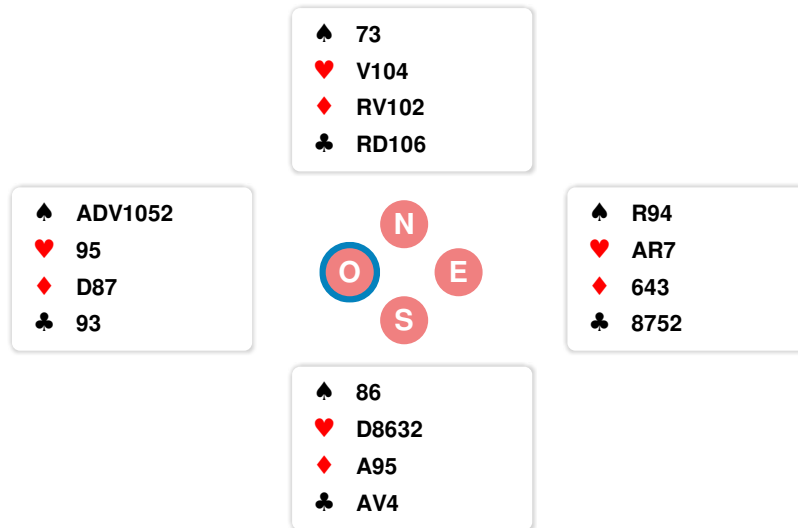 ♠ 73
♥ V104
♦ RV102
♣ RD106
♠ ADV1052
♥ 95
♦ D87
♣ 93
N
O
E
S
♠ R94
♥ AR7
♦ 643
♣ 8752
♠ 86
♥ D8632
♦ A95
♣ AV4